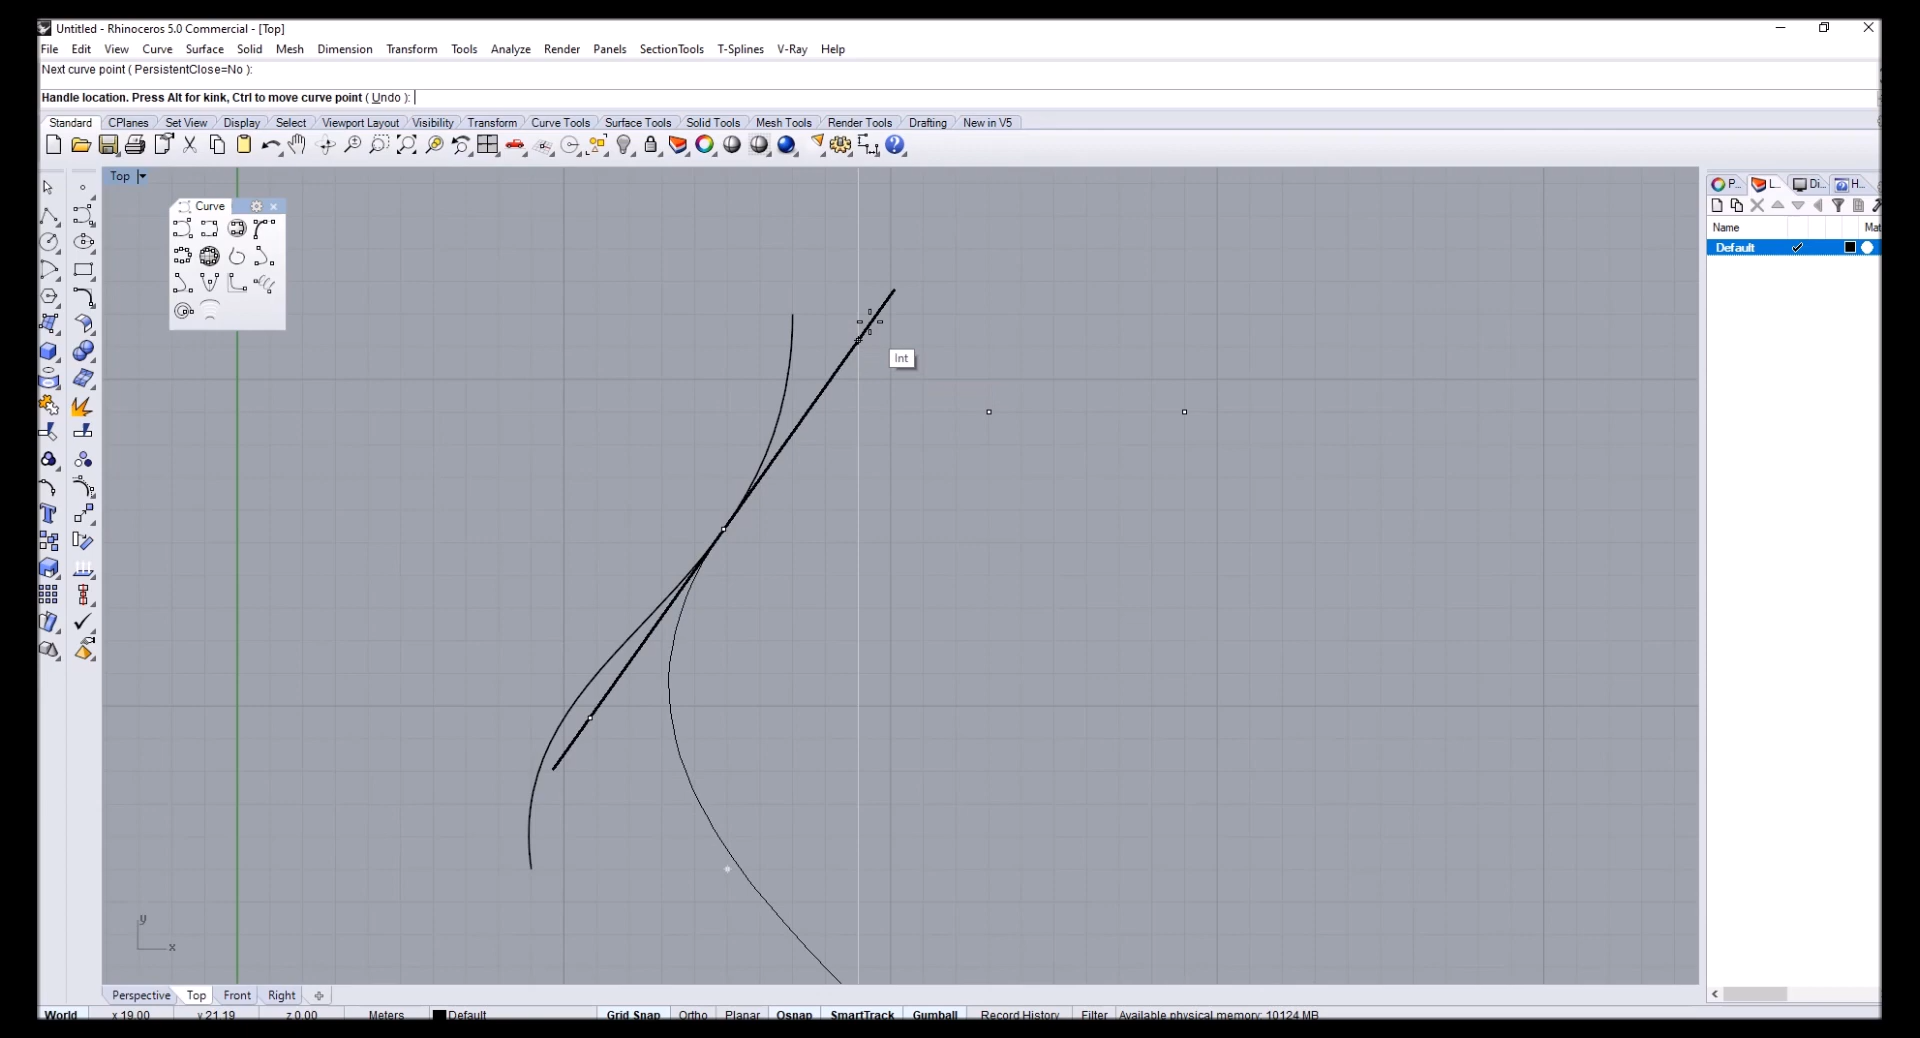 Untitled - Rhinoceros 5.0 Commercial - [Top]
File Edit View Curve Surface Solid Mesh Dimension Transform Tools Analyze Render Panels SectionTools T-Splines V-Ray Help
Next curve point ( PersistentClose=No ):
Handle location. Press Alt for kink, Ctrl to move curve point ( Undo ):
Standard CPlanes Set View Display Select Viewport Layout Visibility Transform Curve Tools Surface Tools Solid Tools Mesh Tools Render Tools Drafting New in V5
Top
P... L... Di... H...
Curve
Name Mat
Default
Int
y
x
Perspective Top Front Right
World x 19.00 y 21.19 z 0.00 Meters Default Grid Snap Ortho Planar Osnap SmartTrack Gumball Record History Filter Available physical memory: 10124 MB